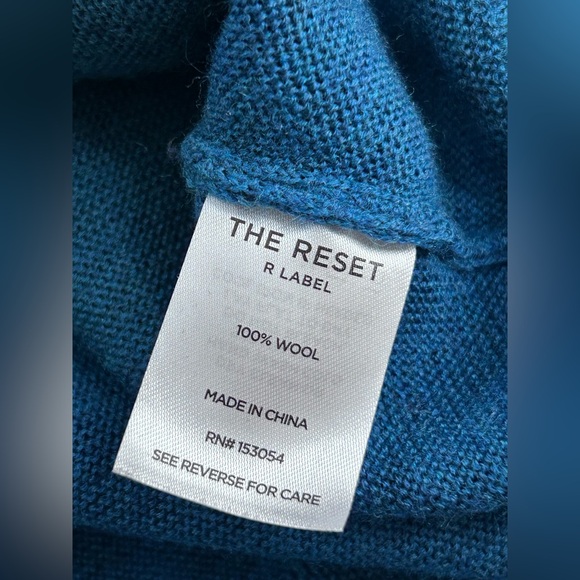 THE RESET
R LABEL
100% WOOL
MADE IN CHINA
RN# 153054
SEE REVERSE FOR CARE